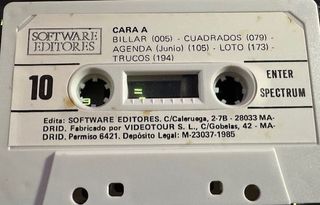 SOFTWARE
EDITORES
CARA A
BILLAR (005) - CUADRADOS (079) -
AGENDA (Junio) (105) - LOTO (173) -
TRUCOS (194)
10
ENTER
SPECTRUM
Edita: SOFTWARE EDITORES. C/Caleruega, 2-7B - 28033 MA-
DRID. Fabricado por VIDEOTUR S. L., C/Gobelas, 42 - MA-
DRID. Permiso 6421. Depósito Legal: M-23037-1985